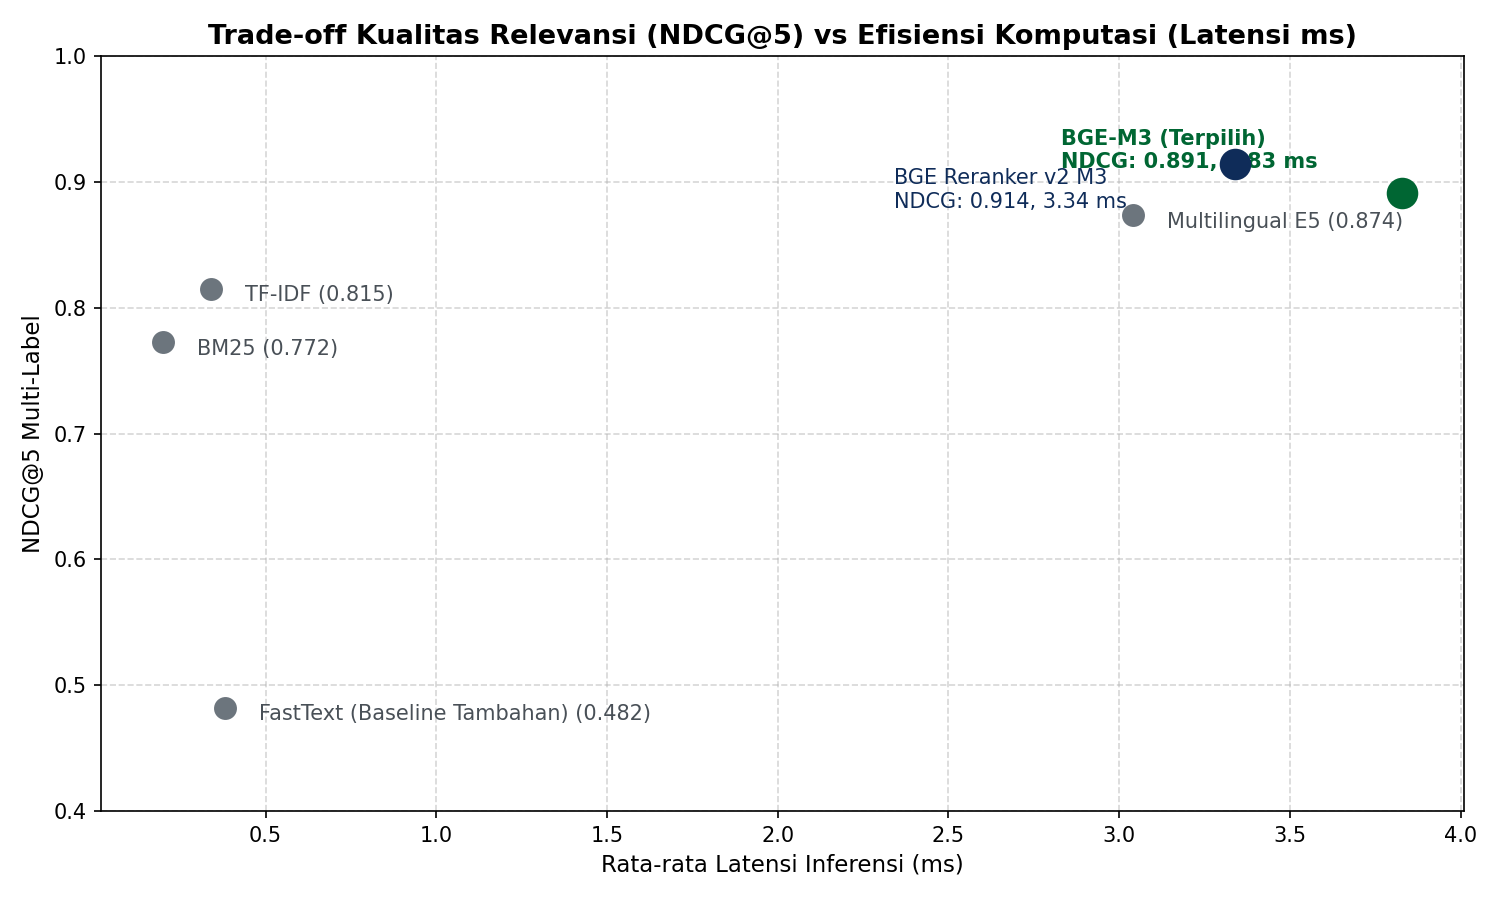 Trade-off Kualitas Relevansi (NDCG@5) vs Efisiensi Komputasi (Latensi ms)
NDCG@5 Multi-Label
1.0
0.9
0.8
0.7
0.6
0.5
0.4
BGE-M3 (Terpilih)
NDCG: 0.891, 83 ms
BGE Reranker v2 M3
NDCG: 0.914, 3.34 ms
Multilingual E5 (0.874)
TF-IDF (0.815)
BM25 (0.772)
FastText (Baseline Tambahan) (0.482)
0.5
1.0
1.5
2.0
2.5
3.0
3.5
4.0
Rata-rata Latensi Inferensi (ms)